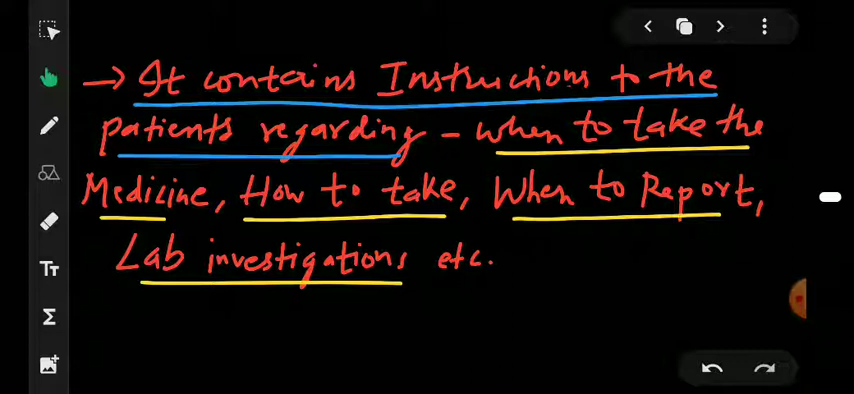 → It contains Instructions to the
patients regarding - when to take the
Medicine, How to take, When to Report,
Lab investigations etc.
Tт
Σ